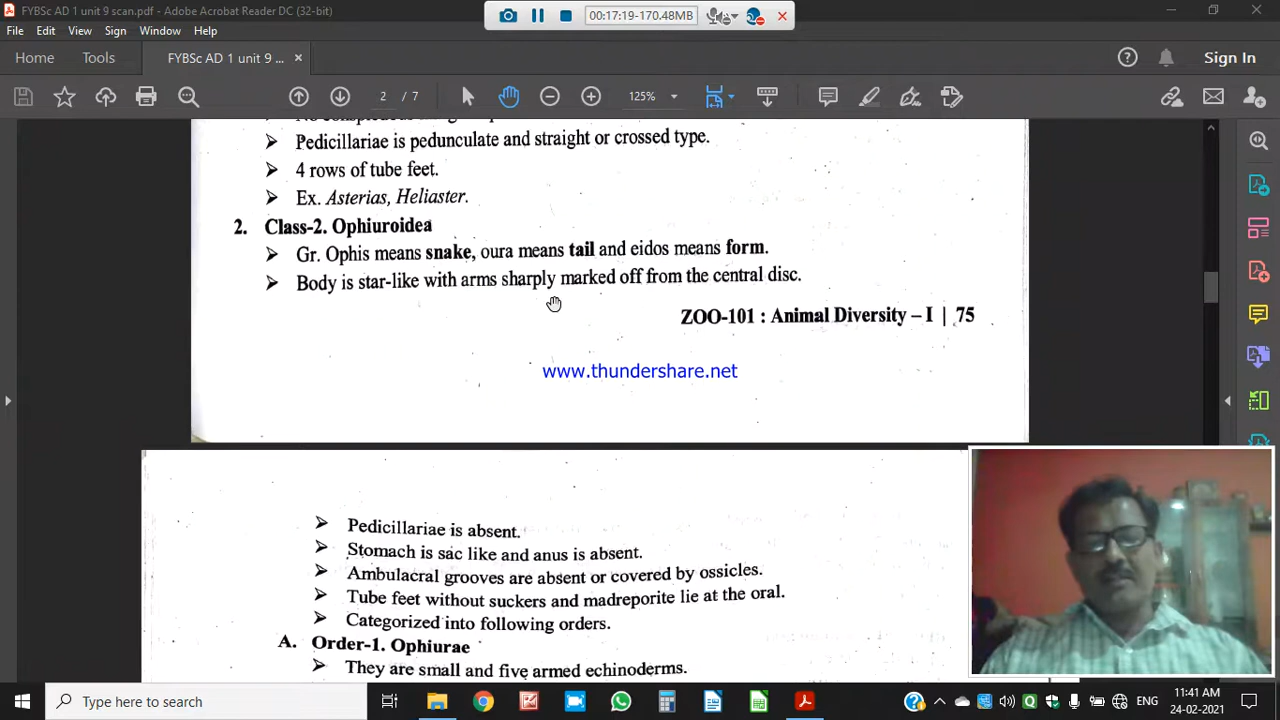 FYBSc AD 1 unit 9 scan.pdf - Adobe Acrobat Reader DC (32-bit)
00:17:19-170.48MB
File Edit View Sign Window Help
Home Tools FYBSc AD 1 unit 9 ... × Sign In
2 / 7 125%
➤ Pedicillariae is pedunculate and straight or crossed type.
➤ 4 rows of tube feet.
➤ Ex. Asterias, Heliaster.
2. Class-2. Ophiuroidea
➤ Gr. Ophis means snake, oura means tail and eidos means form.
➤ Body is star-like with arms sharply marked off from the central disc.
ZOO-101 : Animal Diversity – I | 75
www.thundershare.net
➤ Pedicillariae is absent.
➤ Stomach is sac like and anus is absent.
➤ Ambulacral grooves are absent or covered by ossicles.
➤ Tube feet without suckers and madreporite lie at the oral.
➤ Categorized into following orders.
A. Order-1. Ophiurae
➤ They are small and five armed echinoderms.
Type here to search
ENG
11:41 AM
24-02-2021